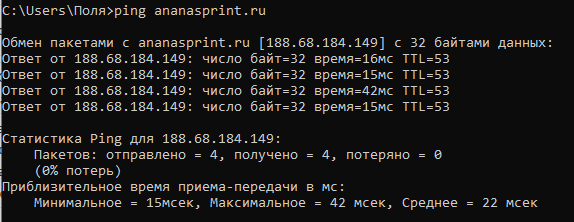 C:\Users\Поля>ping ananasprint.ru
Обмен пакетами с ananasprint.ru [188.68.184.149] с 32 байтами данных:
Ответ от 188.68.184.149: число байт=32 время=16мс TTL=53
Ответ от 188.68.184.149: число байт=32 время=15мс TTL=53
Ответ от 188.68.184.149: число байт=32 время=42мс TTL=53
Ответ от 188.68.184.149: число байт=32 время=15мс TTL=53
Статистика Ping для 188.68.184.149:
Пакетов: отправлено = 4, получено = 4, потеряно = 0
(0% потерь)
Приблизительное время приема-передачи в мс:
Минимальное = 15мсек, Максимальное = 42 мсек, Среднее = 22 мсек